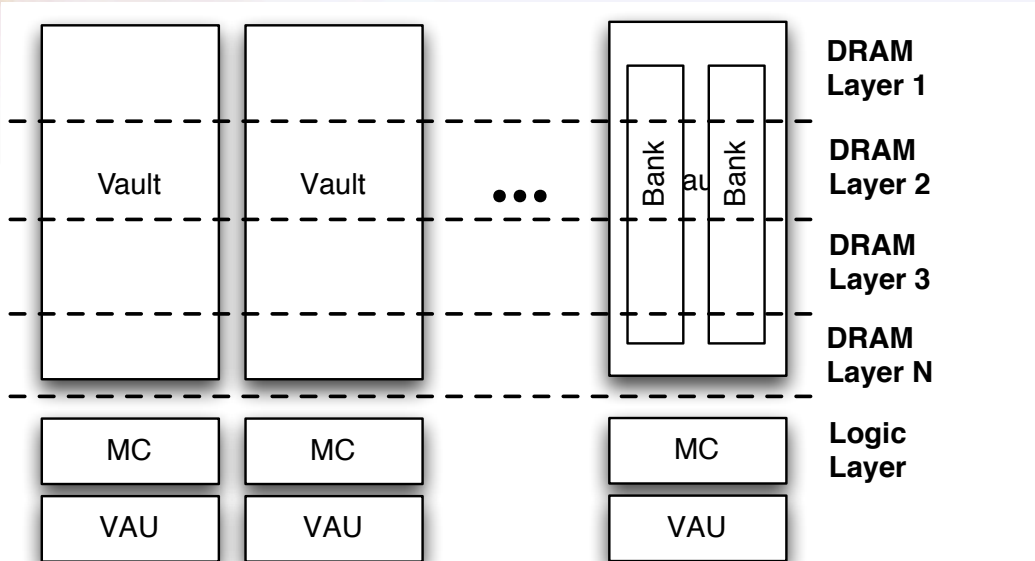 DRAM
Layer 1
Vault
Vault
Bank
au
Bank
DRAM
Layer 2
DRAM
Layer 3
DRAM
Layer N
MC
MC
MC
Logic
Layer
VAU
VAU
VAU